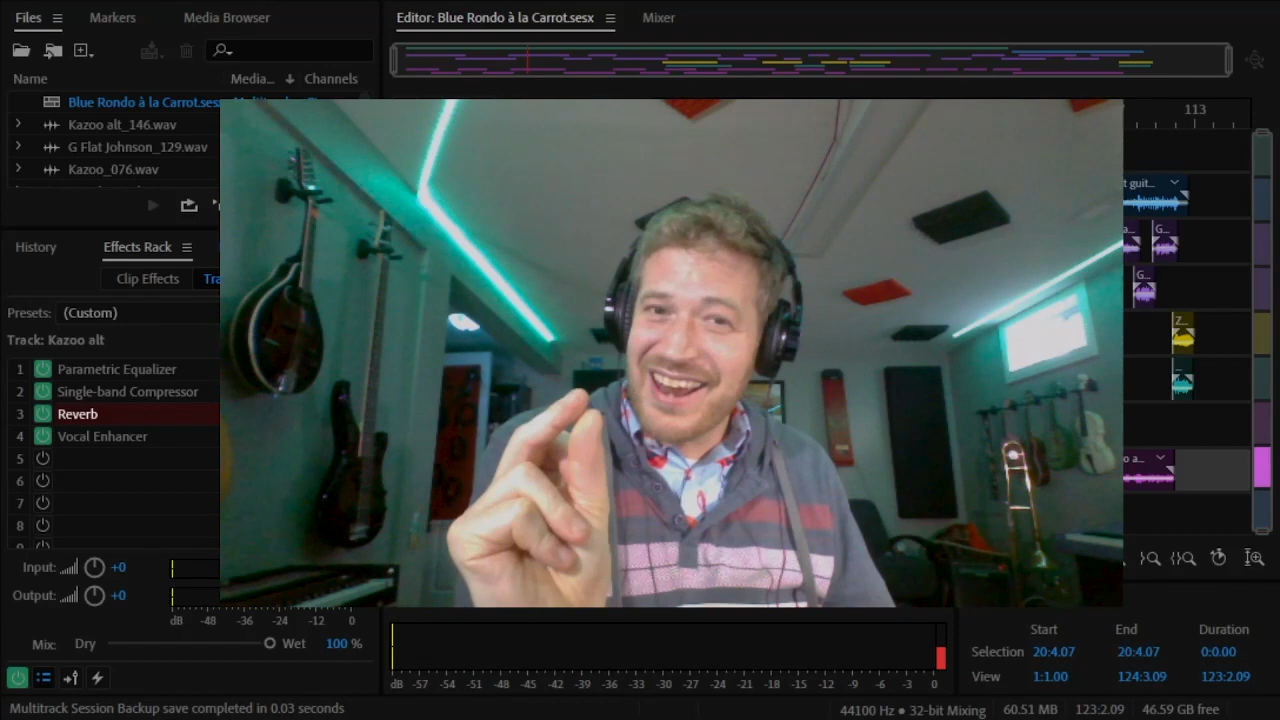 Files Markers Media Browser Editor: Blue Rondo à la Carrot.sesx Mixer
Name Media... Channels
Blue Rondo à la Carrot.ses
Kazoo alt_146.wav
G Flat Johnson_129.wav
Kazoo_076.wav
113
t guit...
a... G...
G...
Z...
o a...
History Effects Rack
Clip Effects Tra
Presets: (Custom)
Track: Kazoo alt
1 Parametric Equalizer
2 Single-band Compressor
3 Reverb
4 Vocal Enhancer
5
6
7
8
Input: +0
Output: +0
dB -48 -36 -24 -12 0
Mix: Dry Wet 100 %
dB -57 -54 -51 -48 -45 -42 -39 -36 -33 -30 -27 -24 -21 -18 -15 -12 -9 -6 -3 0
Start End Duration
Selection 20:4.07 20:4.07 0:0.00
View 1:1.00 124:3.09 123:2.09
Multitrack Session Backup save completed in 0.03 seconds
44100 Hz ● 32-bit Mixing 60.51 MB 123:2.09 46.59 GB free